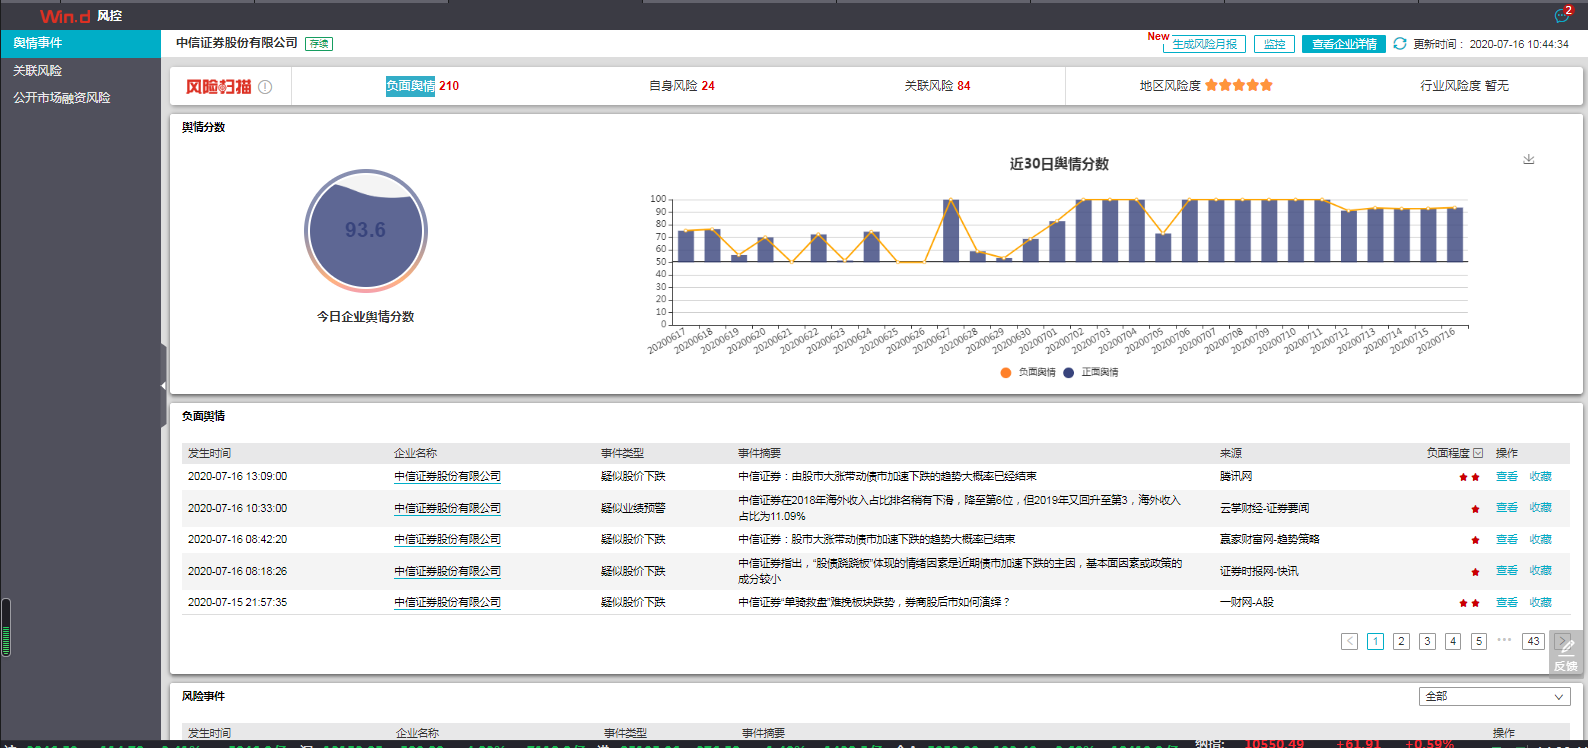 Win.d 风控
2
舆情事件
关联风险
公开市场融资风险
中信证券股份有限公司 存续
New 生成风险月报 监控 查看企业详情 更新时间： 2020-07-16 10:44:34
风险扫描 负面舆情 210 自身风险 24 关联风险 84 地区风险度 行业风险度 暂无
舆情分数
近30日舆情分数
93.6
今日企业舆情分数
100
90
80
70
60
50
40
30
20
10
0
20200617 20200618 20200619 20200620 20200621 20200622 20200623 20200624 20200625 20200626 20200627 20200628 20200629 20200630 20200701 20200702 20200703 20200704 20200705 20200706 20200707 20200708 20200709 20200710 20200711 20200712 20200713 20200714 20200715 20200716
负面舆情 正面舆情
负面舆情
发生时间 企业名称 事件类型 事件摘要 来源 负面程度 操作
2020-07-16 13:09:00 中信证券股份有限公司 疑似股价下跌 中信证券：由股市大涨带动债市加速下跌的趋势大概率已经结束 腾讯网 ★★ 查看 收藏
2020-07-16 10:33:00 中信证券股份有限公司 疑似业绩预警 中信证券在2018年海外收入占比排名稍有下滑，降至第6位，但2019年又回升至第3，海外收入
占比为11.09% 云掌财经-证券要闻 ★ 查看 收藏
2020-07-16 08:42:20 中信证券股份有限公司 疑似股价下跌 中信证券：股市大涨带动债市加速下跌的趋势大概率已结束 赢家财富网-趋势策略 ★ 查看 收藏
2020-07-16 08:18:26 中信证券股份有限公司 疑似股价下跌 中信证券指出，“股债跷跷板”体现的情绪因素是近期债市加速下跌的主因，基本面因素或政策的
成分较小 证券时报网-快讯 ★ 查看 收藏
2020-07-15 21:57:35 中信证券股份有限公司 疑似股价下跌 中信证券“单骑救盘”难挽板块跌势，券商股后市如何演绎？ 一财网-A股 ★★ 查看 收藏
< 1 2 3 4 5 ••• 43 >
反馈
风险事件 全部
发生时间 企业名称 事件类型 事件摘要 操作
纳指: 10550.49 +61.91 +0.59%